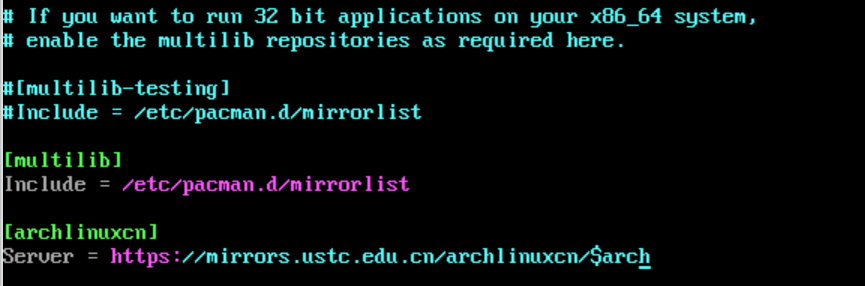 # If you want to run 32 bit applications on your x86_64 system,
# enable the multilib repositories as required here.
#[multilib-testing]
#Include = /etc/pacman.d/mirrorlist
[multilib]
Include = /etc/pacman.d/mirrorlist
[archlinuxcn]
Server = https://mirrors.ustc.edu.cn/archlinuxcn/$arch